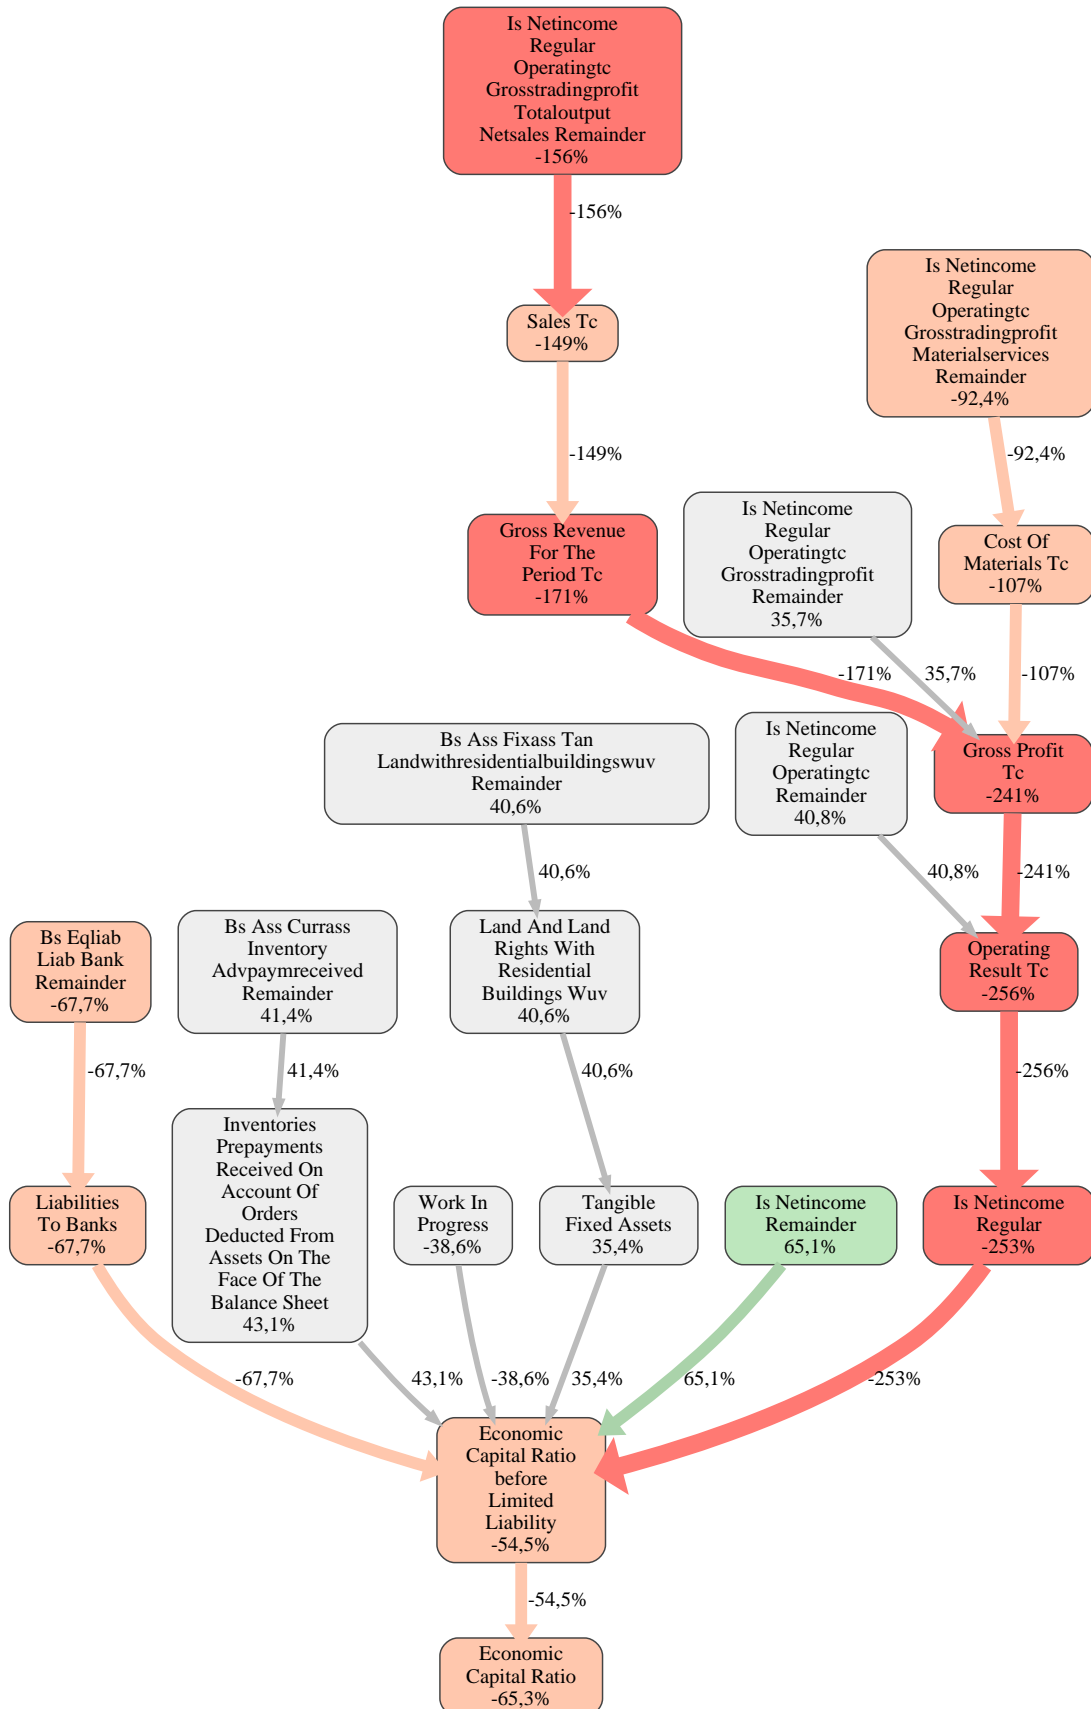 Is Netincome
Regular
Operatingtc
Grosstradingprofit
Totaloutput
Netsales Remainder
-156%
-156%
Sales Tc
-149%
Is Netincome
Regular
Operatingtc
Grosstradingprofit
Materialservices
Remainder
-92,4%
-149%
-92,4%
Gross Revenue
For The
Period Tc
-171%
Is Netincome
Regular
Operatingtc
Grosstradingprofit
Remainder
35,7%
Cost Of
Materials Tc
-107%
-171%
35,7%
-107%
Bs Ass Fixass Tan
Landwithresidentialbuildingswuv
Remainder
40,6%
Is Netincome
Regular
Operatingtc
Remainder
40,8%
Gross Profit
Tc
-241%
40,6%
40,8%
-241%
Bs Eqliab
Liab Bank
Remainder
-67,7%
Bs Ass Currass
Inventory
Advpaymreceived
Remainder
41,4%
Land And Land
Rights With
Residential
Buildings Wuv
40,6%
Operating
Result Tc
-256%
-67,7%
41,4%
40,6%
-256%
Liabilities
To Banks
-67,7%
Inventories
Prepayments
Received On
Account Of
Orders
Deducted From
Assets On The
Face Of The
Balance Sheet
43,1%
Work In
Progress
-38,6%
Tangible
Fixed Assets
35,4%
Is Netincome
Remainder
65,1%
Is Netincome
Regular
-253%
-67,7%
43,1%
-38,6%
35,4%
65,1%
-253%
Economic
Capital Ratio
before
Limited
Liability
-54,5%
-54,5%
Economic
Capital Ratio
-65,3%